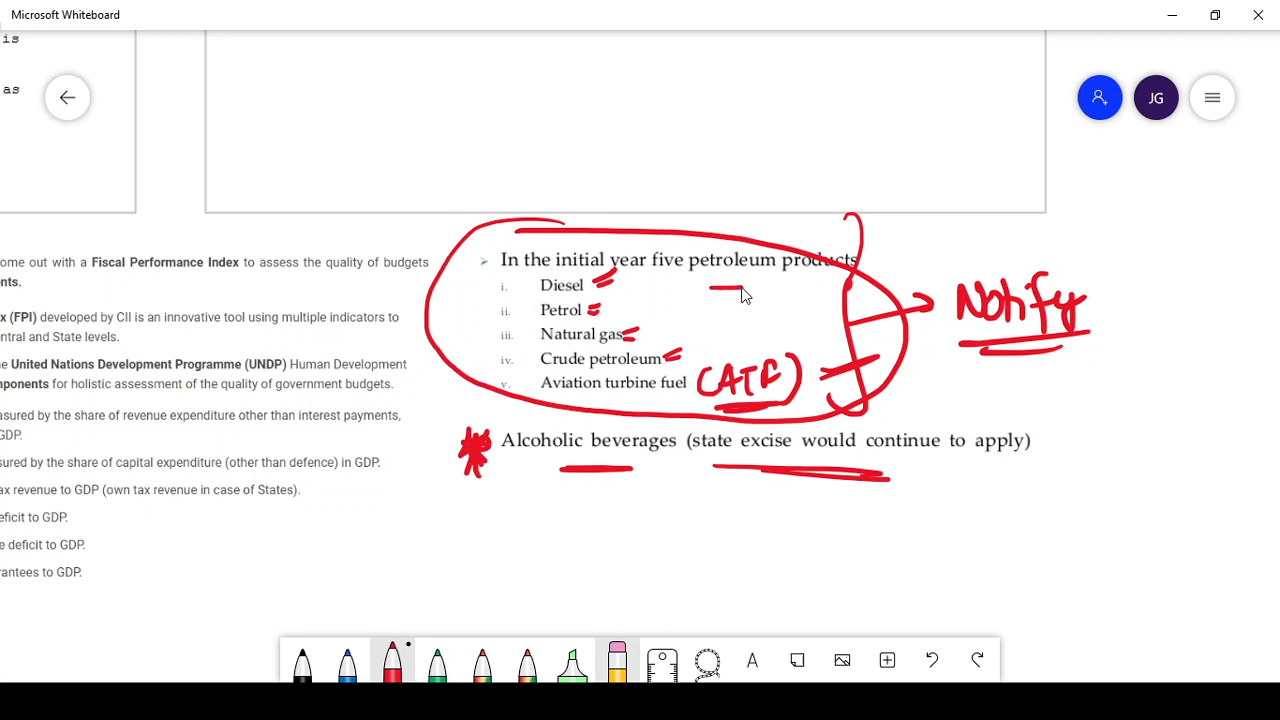 Microsoft Whiteboard
is
as
JG
ome out with a Fiscal Performance Index to assess the quality of budgets
nts.
x (FPI) developed by CII is an innovative tool using multiple indicators to
entral and State levels.
he United Nations Development Programme (UNDP) Human Development
mponents for holistic assessment of the quality of government budgets.
asured by the share of revenue expenditure other than interest payments,
GDP.
sured by the share of capital expenditure (other than defence) in GDP.
ax revenue to GDP (own tax revenue in case of States).
eficit to GDP.
e deficit to GDP.
rantees to GDP.
➢ In the initial year five petroleum products
i. Diesel
ii. Petrol
iii. Natural gas
iv. Crude petroleum
v. Aviation turbine fuel (ATF)
Notify
Alcoholic beverages (state excise would continue to apply)
A